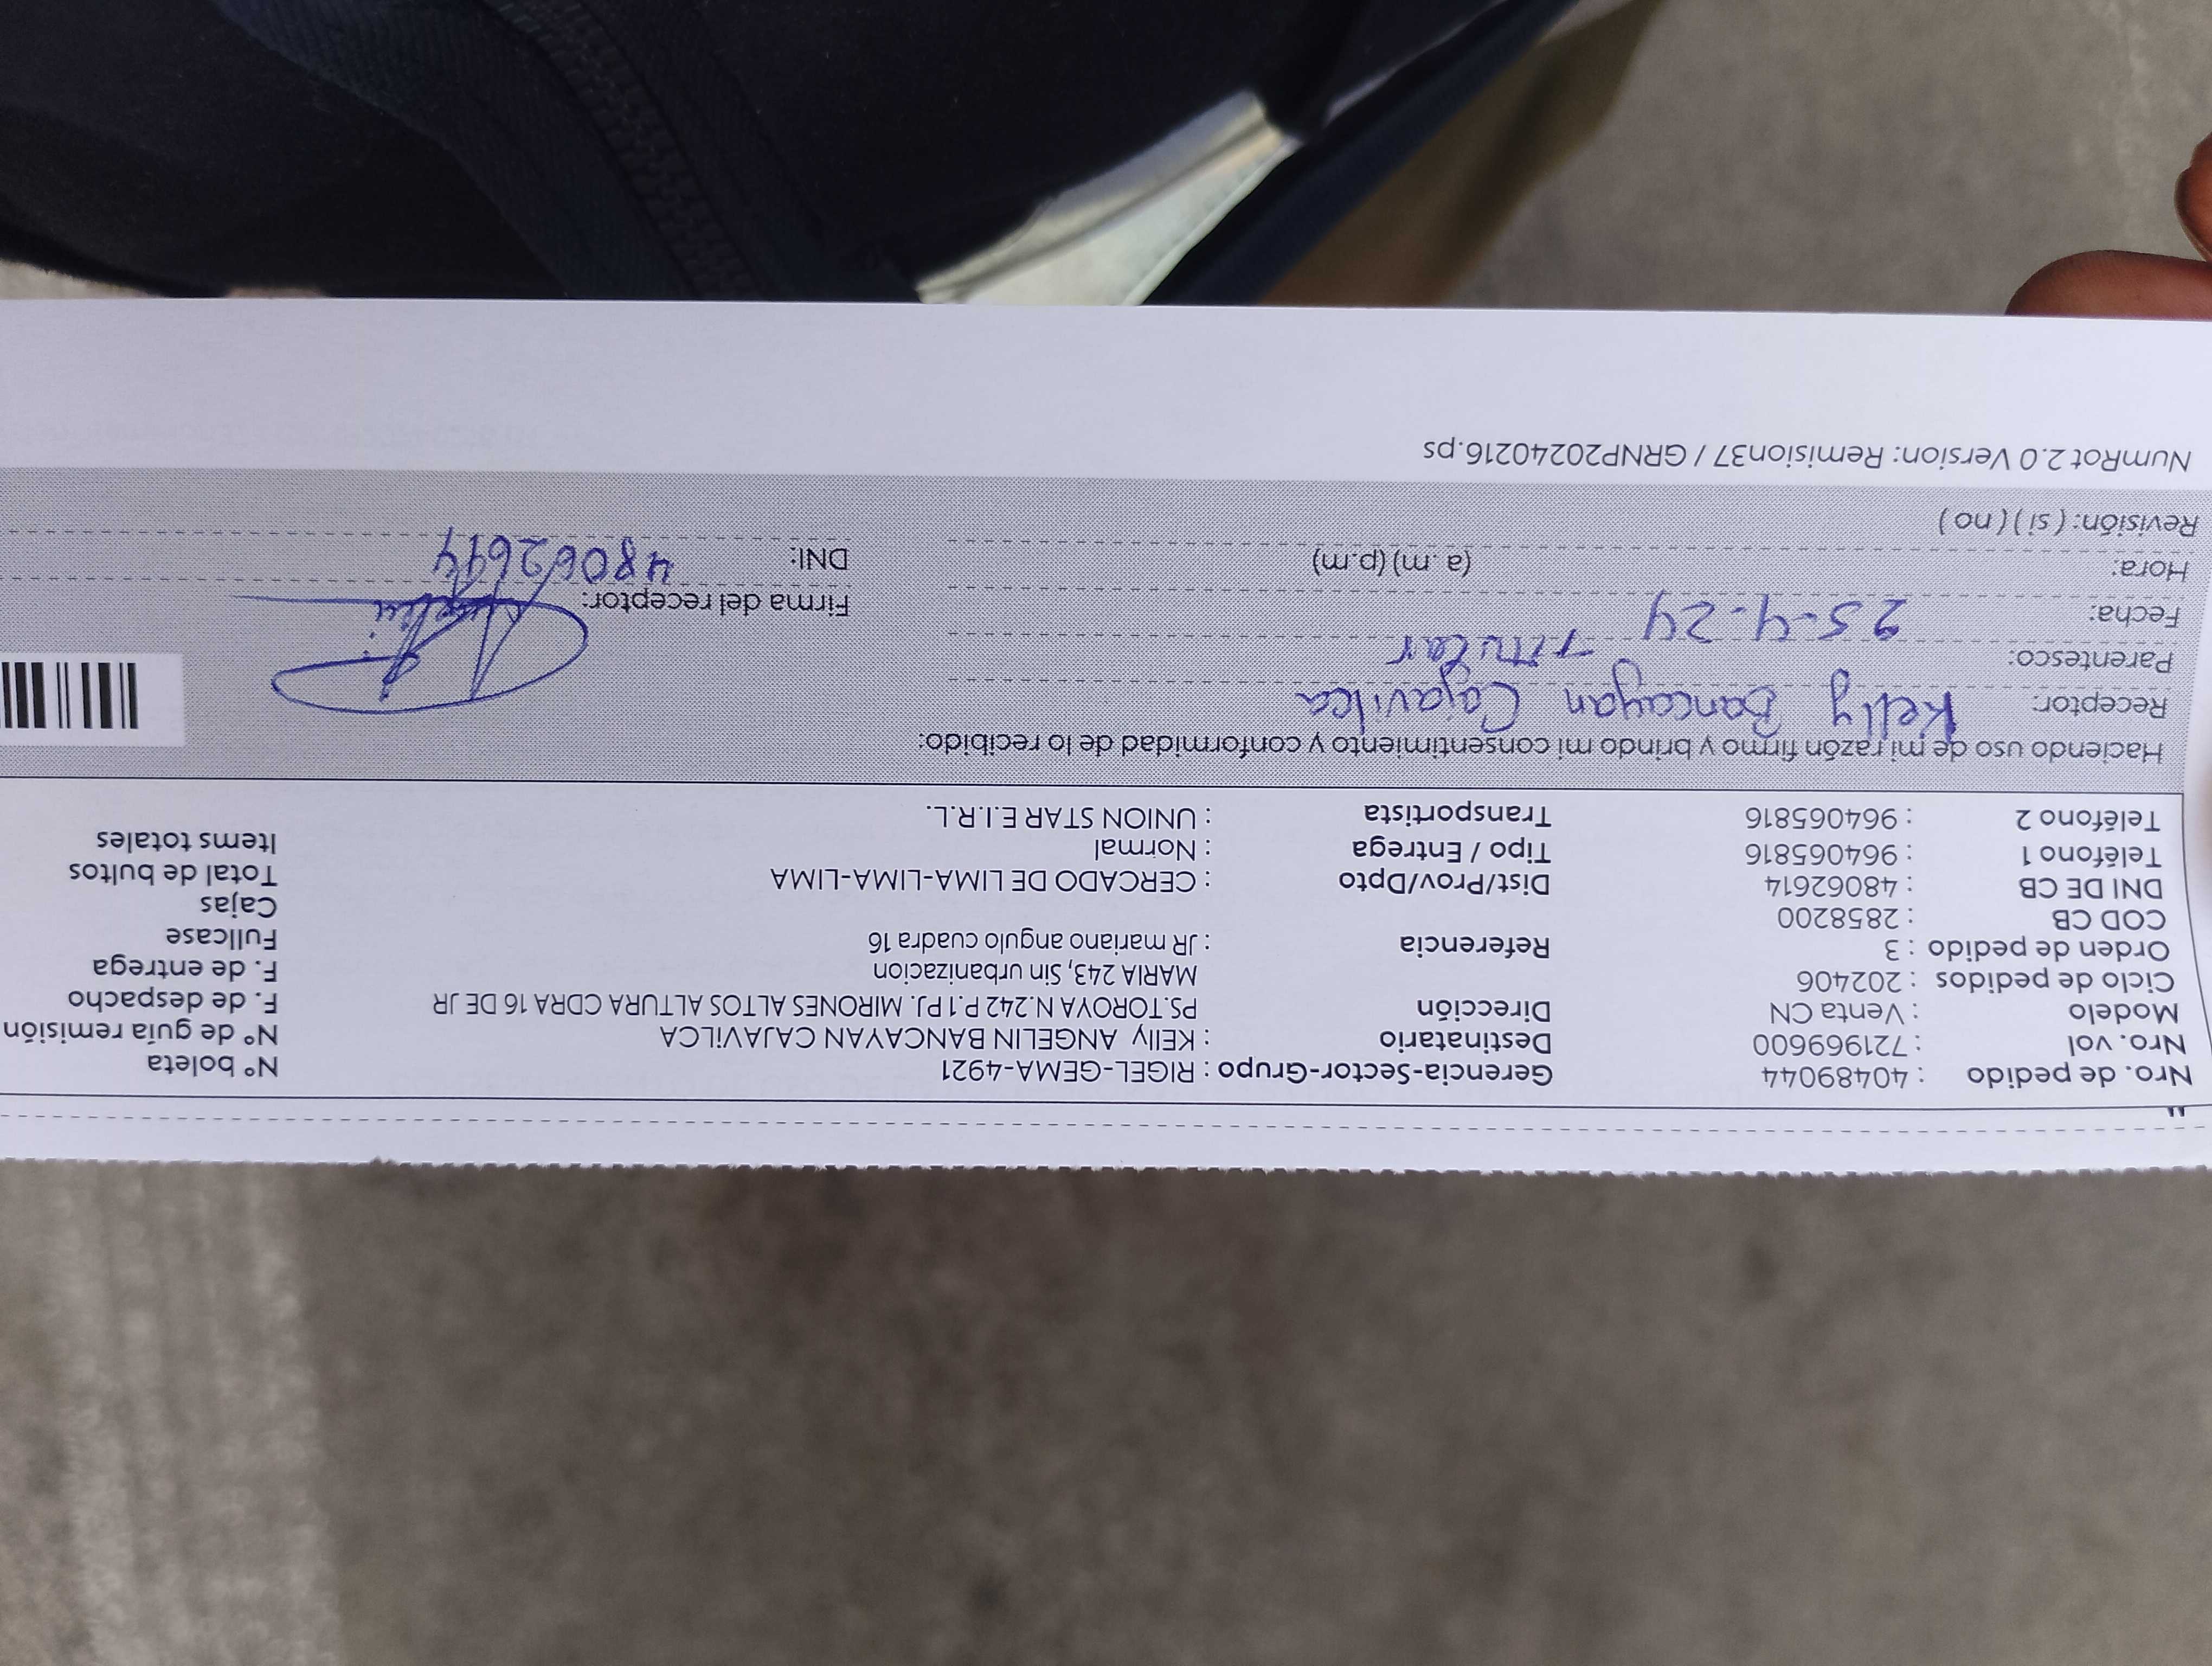 Nro. de pedido : 40489044 Gerencia-Sector-Grupo : RIGEL-GEMA-4921 N° boleta
Nro. vol : 721969600 Destinatario : KEIIy ANGELIN BANCAYAN CAJAViLCA N° de guía remisión
Modelo : Venta CN Dirección PS.TOROYA N.242 P.1 PJ. MIRONES ALTOS ALTURA CDRA 16 DE JR F. de despacho
Ciclo de pedidos : 202406 MARIA 243, Sin urbanizacion F. de entrega
Orden de pedido : 3 Referencia : JR mariano angulo cuadra 16 Fullcase
COD CB : 2858200 Cajas
DNI DE CB : 48062614 Dist/Prov/Dpto : CERCADO DE LIMA-LIMA-LIMA Total de bultos
Teléfono 1 : 964065816 Tipo / Entrega : Normal Items totales
Teléfono 2 : 964065816 Transportista : UNION STAR E.I.R.L.
Haciendo uso de mi razón firmo y brindo mi consentimiento y conformidad de lo recibido:
Receptor: Kelly Bancayan Cajavilca
Parentesco: Titular
Fecha: 25-4-24 Firma del receptor:
Hora: (a.m) (p.m) DNI: 48062614
Revisión: ( si ) ( no )
NumRot 2.0 Version: Remision37 / GRNP20240216.ps